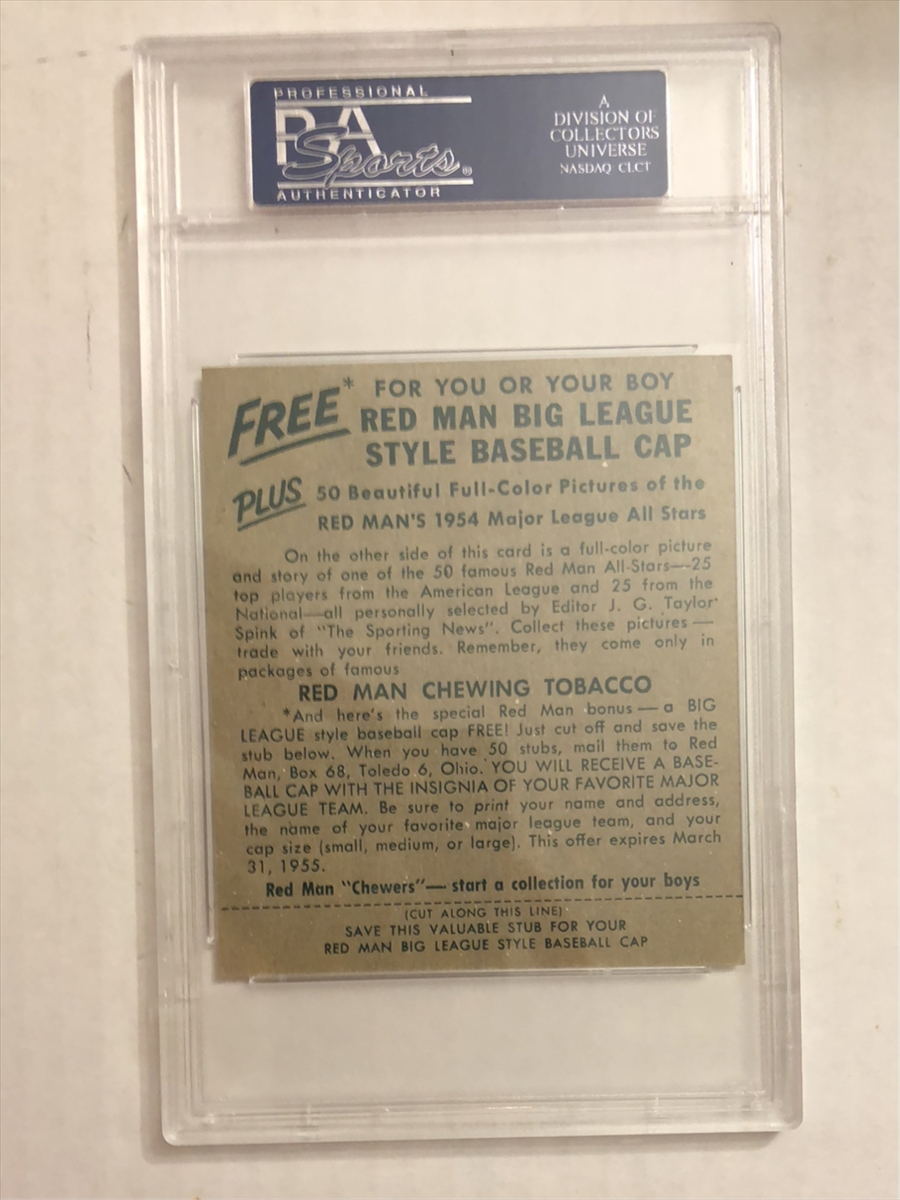 PROFESSIONAL
PSA
Sports®
AUTHENTICATOR
A
DIVISION OF
COLLECTORS
UNIVERSE
NASDAQ CLCT
FREE* FOR YOU OR YOUR BOY
RED MAN BIG LEAGUE
STYLE BASEBALL CAP
PLUS 50 Beautiful Full-Color Pictures of the
RED MAN'S 1954 Major League All Stars
On the other side of this card is a full-color picture
and story of one of the 50 famous Red Man All-Stars—25
top players from the American League and 25 from the
National—all personally selected by Editor J. G. Taylor
Spink of "The Sporting News". Collect these pictures—
trade with your friends. Remember, they come only in
packages of famous
RED MAN CHEWING TOBACCO
*And here's the special Red Man bonus—a BIG
LEAGUE style baseball cap FREE! Just cut off and save the
stub below. When you have 50 stubs, mail them to Red
Man, Box 68, Toledo 6, Ohio. YOU WILL RECEIVE A BASE-
BALL CAP WITH THE INSIGNIA OF YOUR FAVORITE MAJOR
LEAGUE TEAM. Be sure to print your name and address,
the name of your favorite major league team, and your
cap size (small, medium, or large). This offer expires March
31, 1955.
Red Man "Chewers"—start a collection for your boys
(CUT ALONG THIS LINE)
SAVE THIS VALUABLE STUB FOR YOUR
RED MAN BIG LEAGUE STYLE BASEBALL CAP